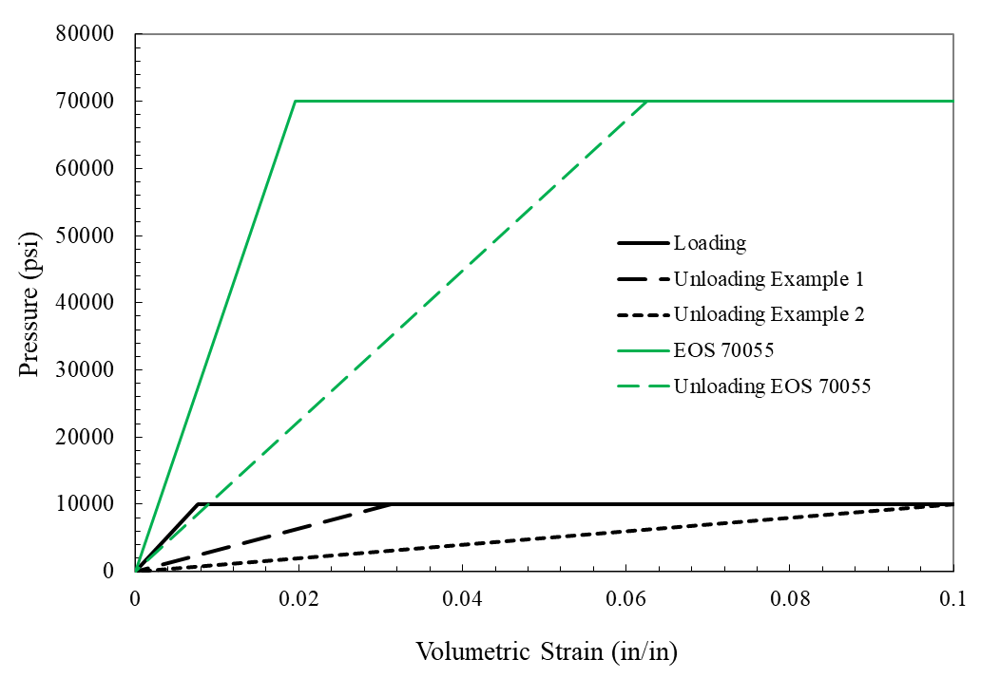 80000
70000
60000
50000
40000
30000
20000
10000
0
Pressure (psi)
Loading
Unloading Example 1
Unloading Example 2
EOS 70055
Unloading EOS 70055
0 0.02 0.04 0.06 0.08 0.1
Volumetric Strain (in/in)